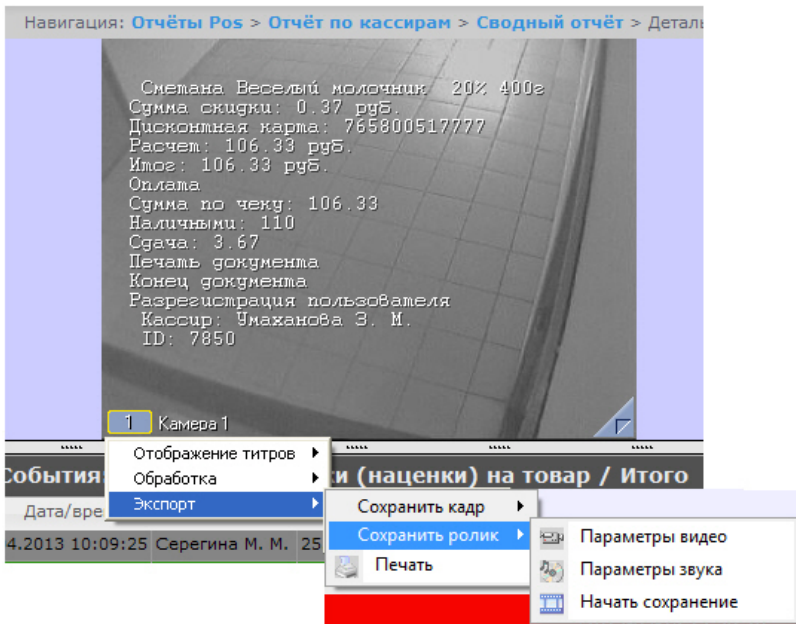 Навигация: Отчёты Pos > Отчёт по кассирам > Сводный отчёт > Деталь
Сметана Веселый молочник 20% 400г
Сумма скидки: 0.37 руб.
Дисконтная карта: 765800517777
Расчет: 106.33 руб.
Итог: 106.33 руб.
Оплата
Сумма по чеку: 106.33
Наличными: 110
Сдача: 3.67
Печать документа
Конец документа
Разрегистрация пользователя
Кассир: Умаханова З. М.
ID: 7850
1 Камера 1
Отображение титров
Обработка
Экспорт
События: и (наценки) на товар / Итого
Дата/вре
4.2013 10:09:25 Серегина М. М. 25
Сохранить кадр
Сохранить ролик
Печать
Параметры видео
Параметры звука
Начать сохранение